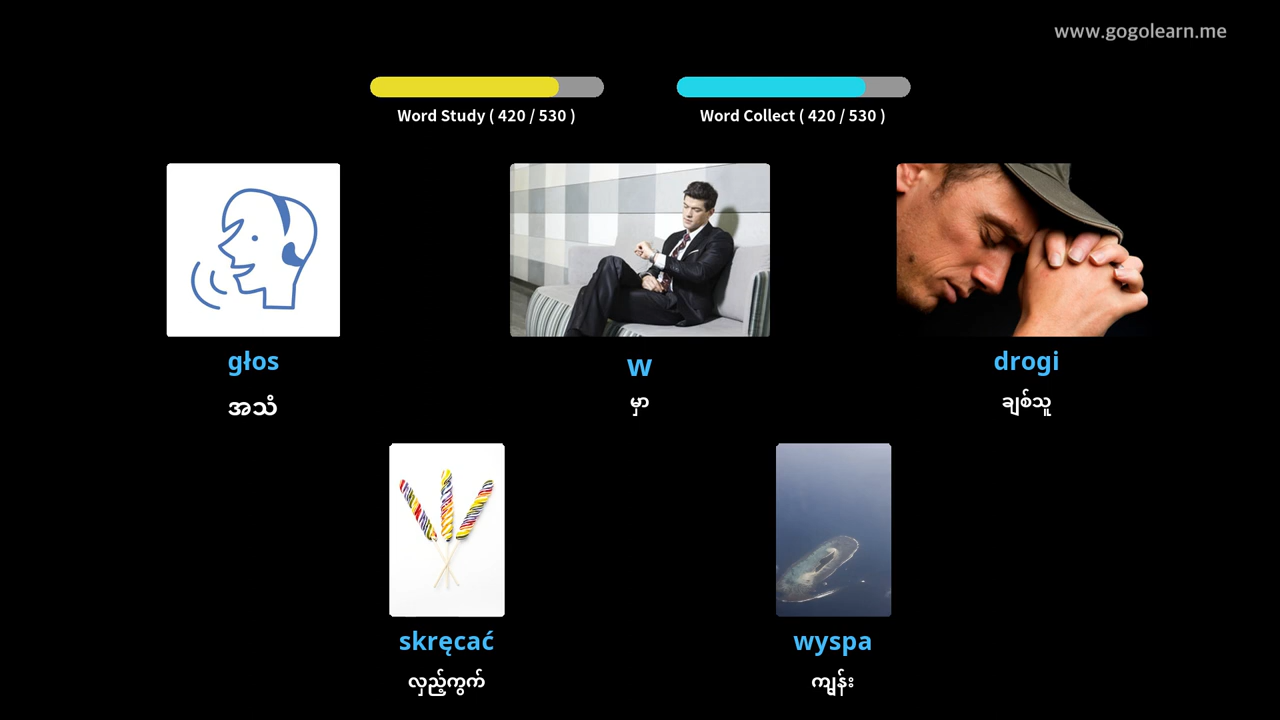 www.gogolearn.me
Word Study ( 420 / 530 )
Word Collect ( 420 / 530 )
głos
w
drogi
အသံ
မှာ
ချစ်သူ
skręcać
wyspa
လှည့်ကွက်
ကျွန်း